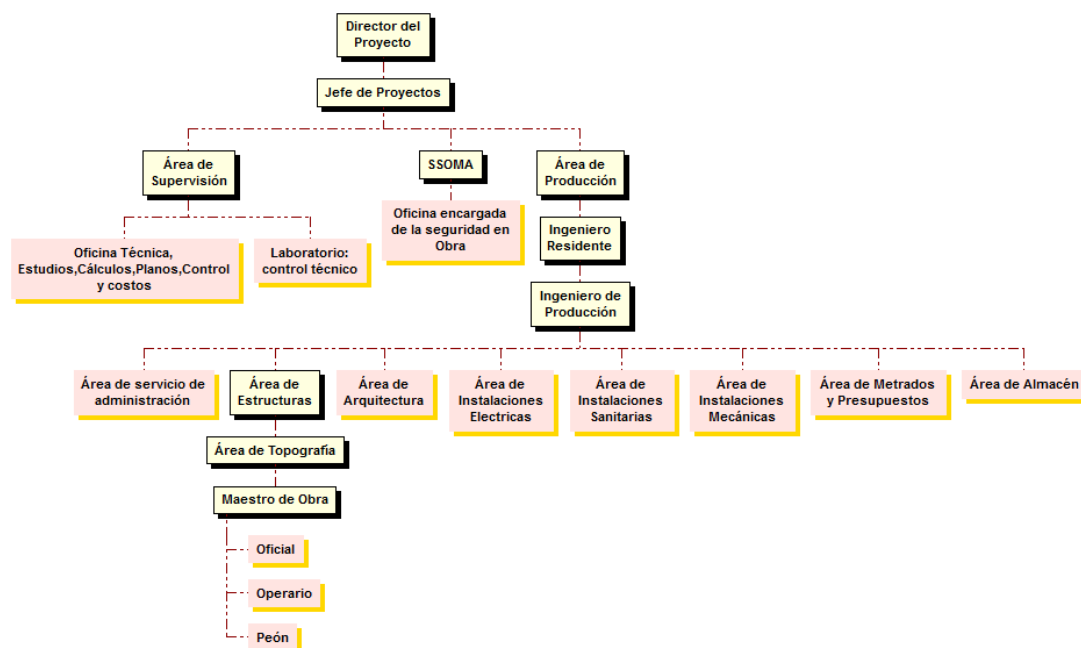 Director del
Proyecto
Jefe de Proyectos
Área de
Supervisión
SSOMA
Área de
Producción
Oficina Técnica,
Estudios,Cálculos,Planos,Control
y costos
Laboratorio:
control técnico
Oficina encargada
de la seguridad en
Obra
Ingeniero
Residente
Ingeniero de
Producción
Área de servicio de
administración
Área de
Estructuras
Área de
Arquitectura
Área de
Instalaciones
Electricas
Área de
Instalaciones
Sanitarias
Área de
Instalaciones
Mecánicas
Área de Metrados
y Presupuestos
Área de Almacén
Área de Topografía
Maestro de Obra
Oficial
Operario
Peón